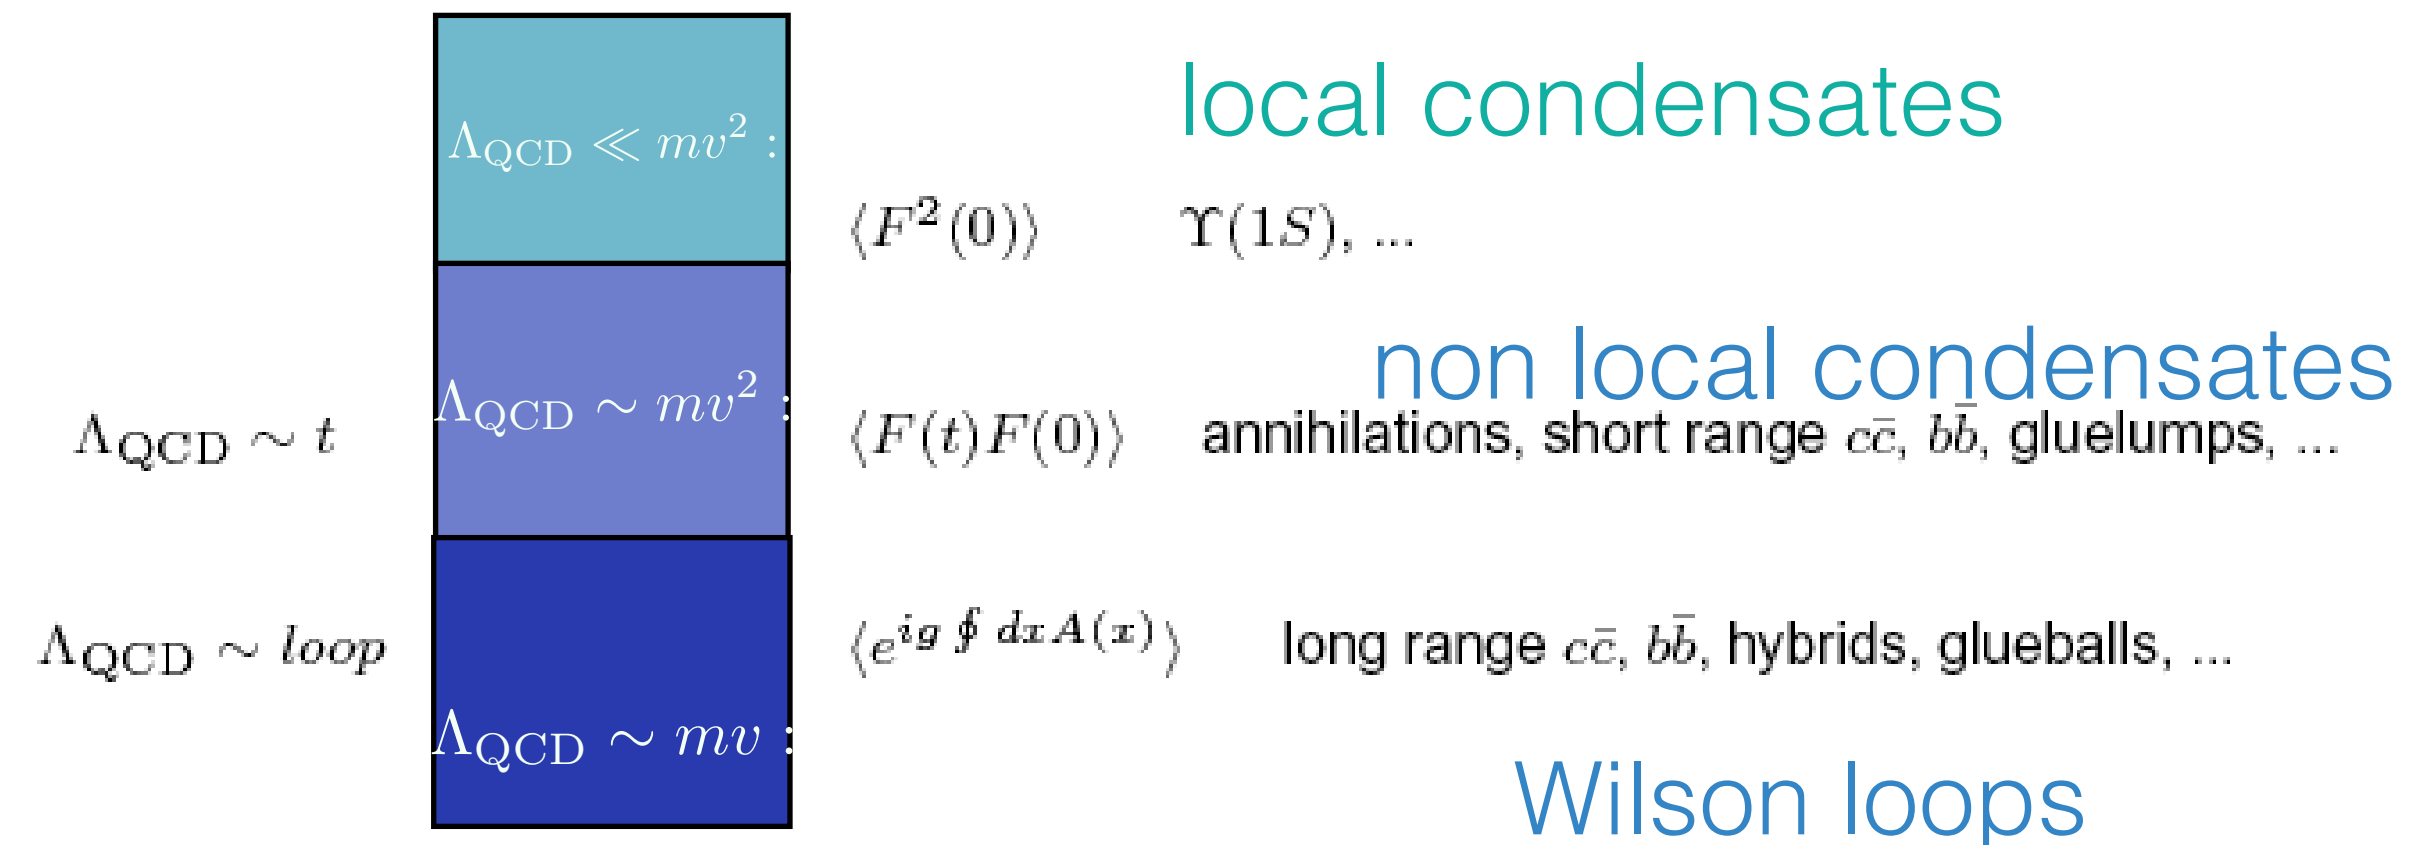 local condensates
Λ_QCD ≪ mv² :
⟨F²(0)⟩ ϒ(1S), ...
non local condensates
Λ_QCD ∼ t Λ_QCD ∼ mv² : ⟨F(t)F(0)⟩ annihilations, short range cc̄, bb̄, gluelumps, ...
Λ_QCD ∼ loop ⟨e^{ig ∮ dxA(x)}⟩ long range cc̄, bb̄, hybrids, glueballs, ...
Λ_QCD ∼ mv :
Wilson loops